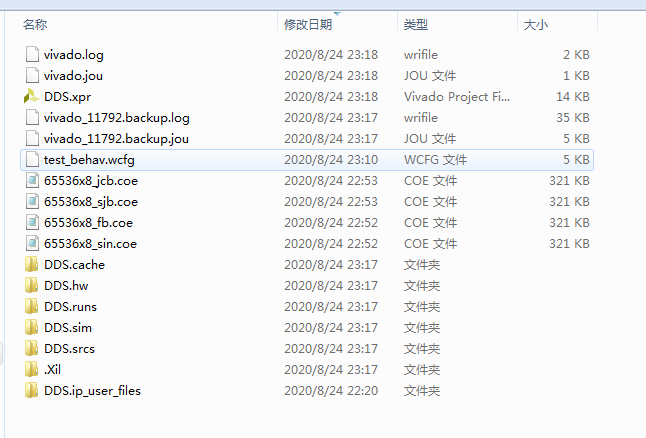 名称 修改日期 类型 大小
vivado.log 2020/8/24 23:18 wrifile 2 KB
vivado.jou 2020/8/24 23:18 JOU 文件 1 KB
DDS.xpr 2020/8/24 23:18 Vivado Project Fi... 14 KB
vivado_11792.backup.log 2020/8/24 23:17 wrifile 35 KB
vivado_11792.backup.jou 2020/8/24 23:17 JOU 文件 5 KB
test_behav.wcfg 2020/8/24 23:10 WCFG 文件 5 KB
65536x8_jcb.coe 2020/8/24 22:53 COE 文件 321 KB
65536x8_sjb.coe 2020/8/24 22:53 COE 文件 321 KB
65536x8_fb.coe 2020/8/24 22:52 COE 文件 321 KB
65536x8_sin.coe 2020/8/24 22:52 COE 文件 321 KB
DDS.cache 2020/8/24 23:17 文件夹
DDS.hw 2020/8/24 23:17 文件夹
DDS.runs 2020/8/24 23:17 文件夹
DDS.sim 2020/8/24 23:17 文件夹
DDS.srcs 2020/8/24 23:17 文件夹
.Xil 2020/8/24 23:17 文件夹
DDS.ip_user_files 2020/8/24 22:20 文件夹